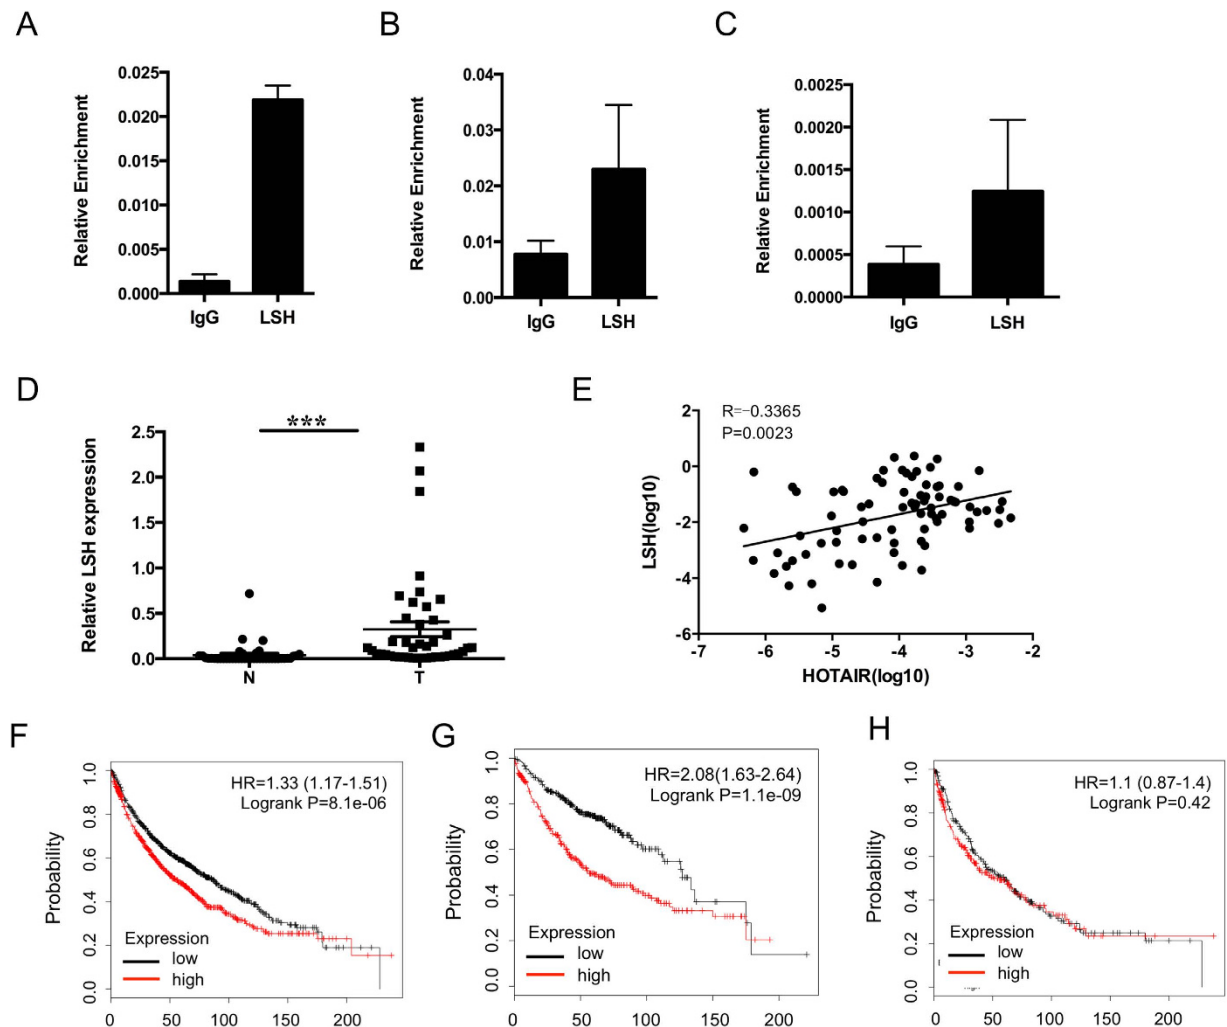 A
B
C
Relative Enrichment
0.025
0.020
0.015
0.010
0.005
0.000
IgG LSH
Relative Enrichment
0.04
0.03
0.02
0.01
0.00
IgG LSH
Relative Enrichment
0.0025
0.0020
0.0015
0.0010
0.0005
0.0000
IgG LSH
D
Relative LSH expression
2.5
2.0
1.5
1.0
0.5
0.0
***
N T
E
R=-0.3365
P=0.0023
LSH(log10)
2
0
-2
-4
-6
-7 -6 -5 -4 -3 -2
HOTAIR(log10)
F
HR=1.33 (1.17-1.51)
Logrank P=8.1e-06
Probability
1.0
0.8
0.6
0.4
0.2
0.0
Expression
low
high
0 50 100 150 200
G
HR=2.08(1.63-2.64)
Logrank P=1.1e-09
Probability
1.0
0.8
0.6
0.4
0.2
0.0
Expression
low
high
0 50 100 150 200
H
HR=1.1 (0.87-1.4)
Logrank P=0.42
Probability
1.0
0.8
0.6
0.4
0.2
0.0
Expression
low
high
0 50 100 150 200